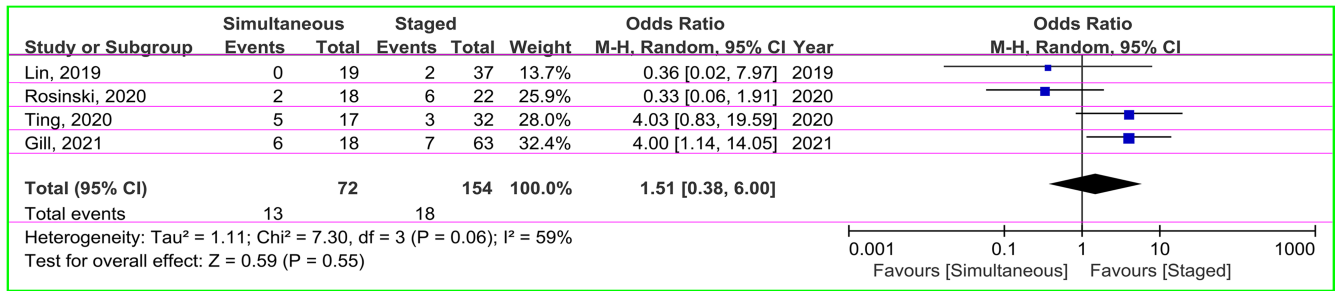 Simultaneous Staged Odds Ratio Odds Ratio
Study or Subgroup Events Total Events Total Weight M-H, Random, 95% CI Year M-H, Random, 95% CI
Lin, 2019 0 19 2 37 13.7% 0.36 [0.02, 7.97] 2019
Rosinski, 2020 2 18 6 22 25.9% 0.33 [0.06, 1.91] 2020
Ting, 2020 5 17 3 32 28.0% 4.03 [0.83, 19.59] 2020
Gill, 2021 6 18 7 63 32.4% 4.00 [1.14, 14.05] 2021
Total (95% CI) 72 154 100.0% 1.51 [0.38, 6.00]
Total events 13 18
Heterogeneity: Tau² = 1.11; Chi² = 7.30, df = 3 (P = 0.06); I² = 59%
Test for overall effect: Z = 0.59 (P = 0.55)
0.001 0.1 1 10 1000
Favours [Simultaneous] Favours [Staged]